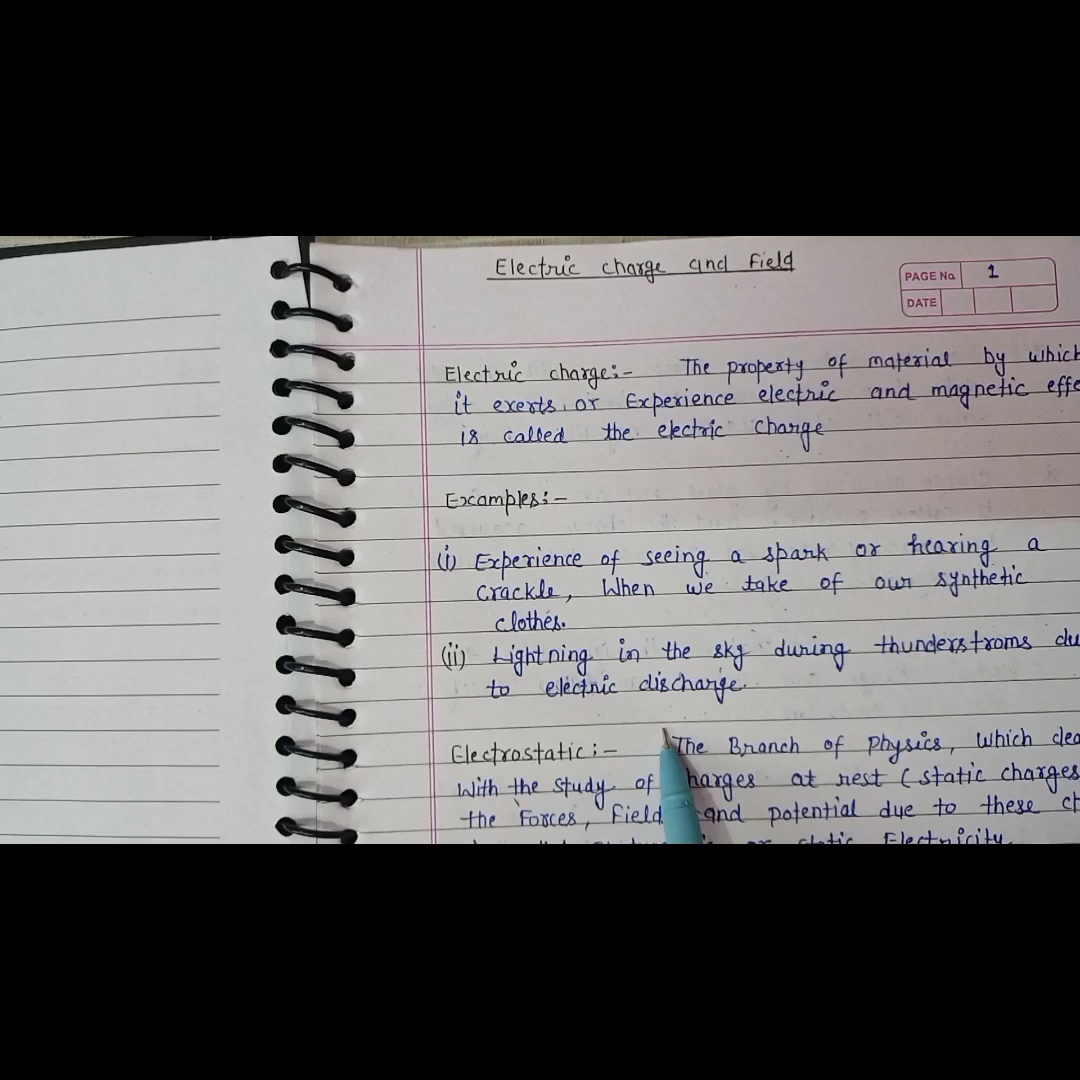 Electric charge and Field
PAGE No. 1
DATE
Electric charge:- The property of material by which
it exerts or Experience electric and magnetic effe
is called the electric charge
Examples:-
(i) Experience of seeing a spark or hearing a
crackle, When we take of our synthetic
clothes.
(ii) Lightning in the sky during thunderstroms du
to electric discharge.
Electrostatic:- The Branch of Physics, which dea
With the study of charges at rest (static charges
the Forces, Field and potential due to these ch
or static Electricity.